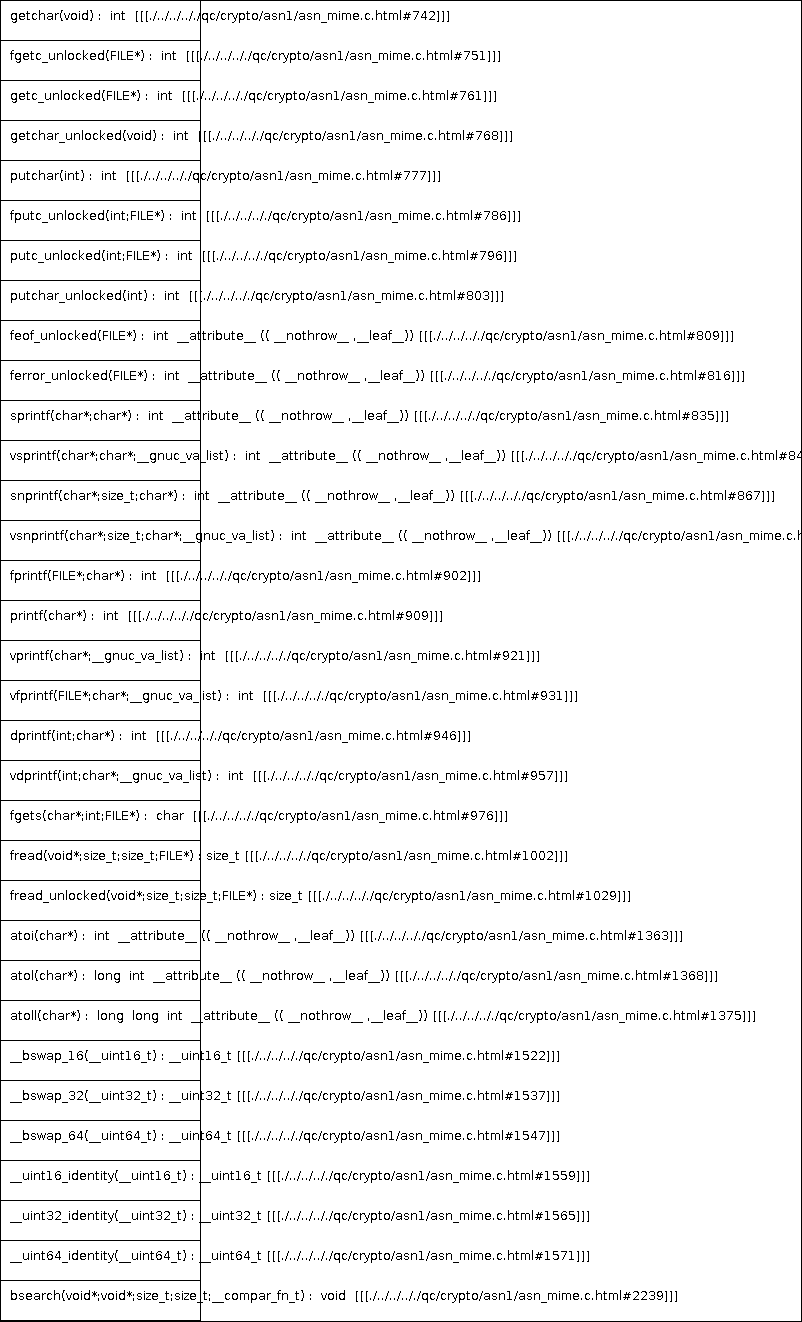 getchar(void) : int [[[./../../../qc/crypto/asn1/asn_mime.c.html#742]]]
fgetc_unlocked(FILE*) : int [[[./../../../qc/crypto/asn1/asn_mime.c.html#751]]]
getc_unlocked(FILE*) : int [[[./../../../qc/crypto/asn1/asn_mime.c.html#761]]]
getchar_unlocked(void) : int [[[./../../../qc/crypto/asn1/asn_mime.c.html#768]]]
putchar(int) : int [[[./../../../qc/crypto/asn1/asn_mime.c.html#777]]]
fputc_unlocked(int;FILE*) : int [[[./../../../qc/crypto/asn1/asn_mime.c.html#786]]]
putc_unlocked(int;FILE*) : int [[[./../../../qc/crypto/asn1/asn_mime.c.html#796]]]
putchar_unlocked(int) : int [[[./../../../qc/crypto/asn1/asn_mime.c.html#803]]]
feof_unlocked(FILE*) : int __attribute__ (( __nothrow__ ,__leaf__)) [[[./../../../qc/crypto/asn1/asn_mime.c.html#809]]]
ferror_unlocked(FILE*) : int __attribute__ (( __nothrow__ ,__leaf__)) [[[./../../../qc/crypto/asn1/asn_mime.c.html#816]]]
sprintf(char*;char*) : int __attribute__ (( __nothrow__ ,__leaf__)) [[[./../../../qc/crypto/asn1/asn_mime.c.html#835]]]
vsprintf(char*;char*;__gnuc_va_list) : int __attribute__ (( __nothrow__ ,__leaf__)) [[[./../../../qc/crypto/asn1/asn_mime.c.html#84
snprintf(char*;size_t;char*) : int __attribute__ (( __nothrow__ ,__leaf__)) [[[./../../../qc/crypto/asn1/asn_mime.c.html#867]]]
vsnprintf(char*;size_t;char*;__gnuc_va_list) : int __attribute__ (( __nothrow__ ,__leaf__)) [[[./../../../qc/crypto/asn1/asn_mime.c.h
fprintf(FILE*;char*) : int [[[./../../../qc/crypto/asn1/asn_mime.c.html#902]]]
printf(char*) : int [[[./../../../qc/crypto/asn1/asn_mime.c.html#909]]]
vprintf(char*;__gnuc_va_list) : int [[[./../../../qc/crypto/asn1/asn_mime.c.html#921]]]
vfprintf(FILE*;char*;__gnuc_va_list) : int [[[./../../../qc/crypto/asn1/asn_mime.c.html#931]]]
dprintf(int;char*) : int [[[./../../../qc/crypto/asn1/asn_mime.c.html#946]]]
vdprintf(int;char*;__gnuc_va_list) : int [[[./../../../qc/crypto/asn1/asn_mime.c.html#957]]]
fgets(char*;int;FILE*) : char [[[./../../../qc/crypto/asn1/asn_mime.c.html#976]]]
fread(void*;size_t;size_t;FILE*) : size_t [[[./../../../qc/crypto/asn1/asn_mime.c.html#1002]]]
fread_unlocked(void*;size_t;size_t;FILE*) : size_t [[[./../../../qc/crypto/asn1/asn_mime.c.html#1029]]]
atoi(char*) : int __attribute__ (( __nothrow__ ,__leaf__)) [[[./../../../qc/crypto/asn1/asn_mime.c.html#1363]]]
atol(char*) : long int __attribute__ (( __nothrow__ ,__leaf__)) [[[./../../../qc/crypto/asn1/asn_mime.c.html#1368]]]
atoll(char*) : long long int __attribute__ (( __nothrow__ ,__leaf__)) [[[./../../../qc/crypto/asn1/asn_mime.c.html#1375]]]
__bswap_16(__uint16_t) : __uint16_t [[[./../../../qc/crypto/asn1/asn_mime.c.html#1522]]]
__bswap_32(__uint32_t) : __uint32_t [[[./../../../qc/crypto/asn1/asn_mime.c.html#1537]]]
__bswap_64(__uint64_t) : __uint64_t [[[./../../../qc/crypto/asn1/asn_mime.c.html#1547]]]
__uint16_identity(__uint16_t) : __uint16_t [[[./../../../qc/crypto/asn1/asn_mime.c.html#1559]]]
__uint32_identity(__uint32_t) : __uint32_t [[[./../../../qc/crypto/asn1/asn_mime.c.html#1565]]]
__uint64_identity(__uint64_t) : __uint64_t [[[./../../../qc/crypto/asn1/asn_mime.c.html#1571]]]
bsearch(void*;void*;size_t;size_t;__compar_fn_t) : void [[[./../../../qc/crypto/asn1/asn_mime.c.html#2239]]]